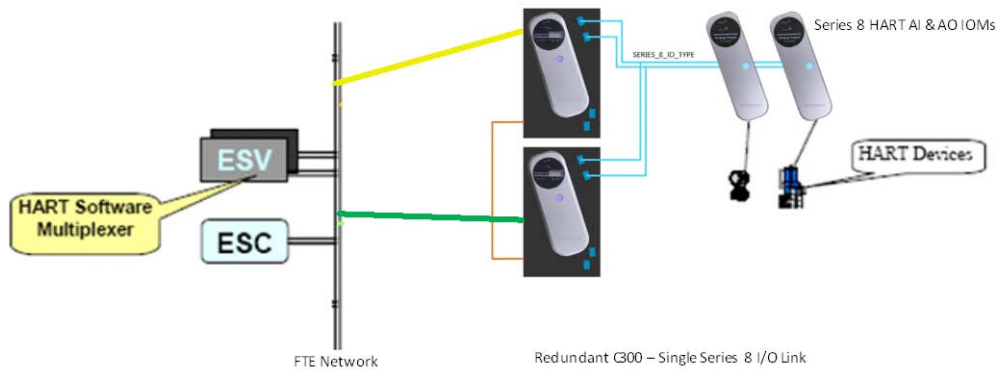 Series 8 HART AI & AO IOMs
SERIES_8_IO_TYPE
ESV
HART Devices
HART Software
Multiplexer
ESC
FTE Network
Redundant C300 – Single Series 8 I/O Link